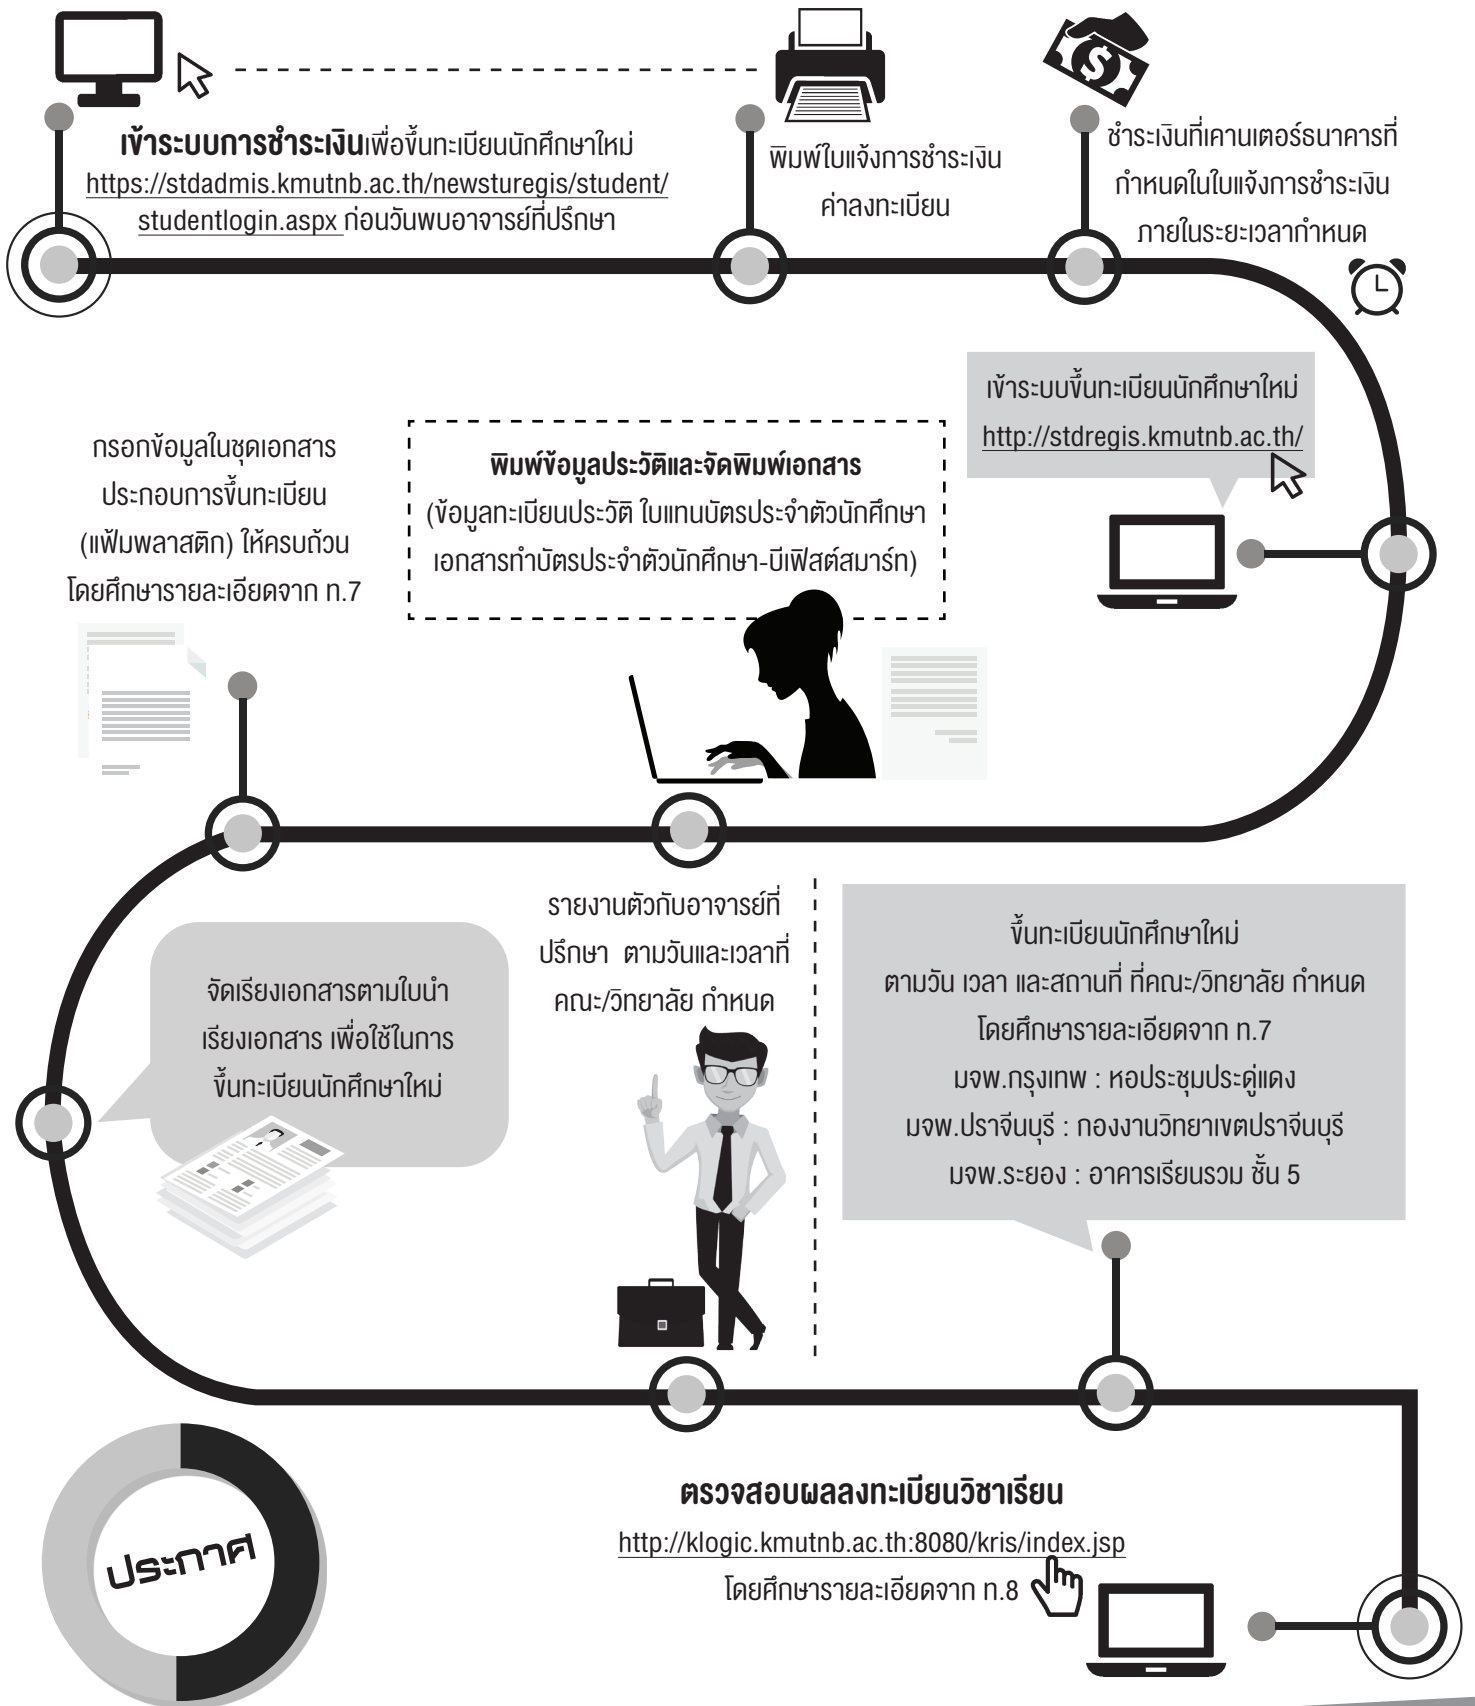 เข้าระบบการชำระเงินเพื่อขึ้นทะเบียนนักศึกษาใหม่
https://stdadmis.kmutnb.ac.th/newsturegis/student/
studentlogin.aspx ก่อนวันพบอาจารย์ที่ปรึกษา
พิมพ์ใบแจ้งการชำระเงิน
ค่าลงทะเบียน
ชำระเงินที่เคานเตอร์ธนาคารที่
กำหนดในใบแจ้งการชำระเงิน
ภายในระยะเวลากำหนด
เข้าระบบขึ้นทะเบียนนักศึกษาใหม่
http://stdregis.kmutnb.ac.th/
พิมพ์ข้อมูลประวัติและจัดพิมพ์เอกสาร
(ข้อมูลทะเบียนประวัติ ใบแทนบัตรประจำตัวนักศึกษา
เอกสารทำบัตรประจำตัวนักศึกษา-บีเฟิสต์สมาร์ท)
กรอกข้อมูลในชุดเอกสาร
ประกอบการขึ้นทะเบียน
(แฟ้มพลาสติก) ให้ครบถ้วน
โดยศึกษารายละเอียดจาก ท.7
จัดเรียงเอกสารตามใบนำ
เรียงเอกสาร เพื่อใช้ในการ
ขึ้นทะเบียนนักศึกษาใหม่
รายงานตัวกับอาจารย์ที่
ปรึกษา ตามวันและเวลาที่
คณะ/วิทยาลัย กำหนด
ขึ้นทะเบียนนักศึกษาใหม่
ตามวัน เวลา และสถานที่ ที่คณะ/วิทยาลัย กำหนด
โดยศึกษารายละเอียดจาก ท.7
มจพ.กรุงเทพ : หอประชุมประดู่แดง
มจพ.ปราจีนบุรี : กองงานวิทยาเขตปราจีนบุรี
มจพ.ระยอง : อาคารเรียนรวม ชั้น 5
ตรวจสอบผลลงทะเบียนวิชาเรียน
http://klogic.kmutnb.ac.th:8080/kris/index.jsp
โดยศึกษารายละเอียดจาก ท.8
ประกาศ